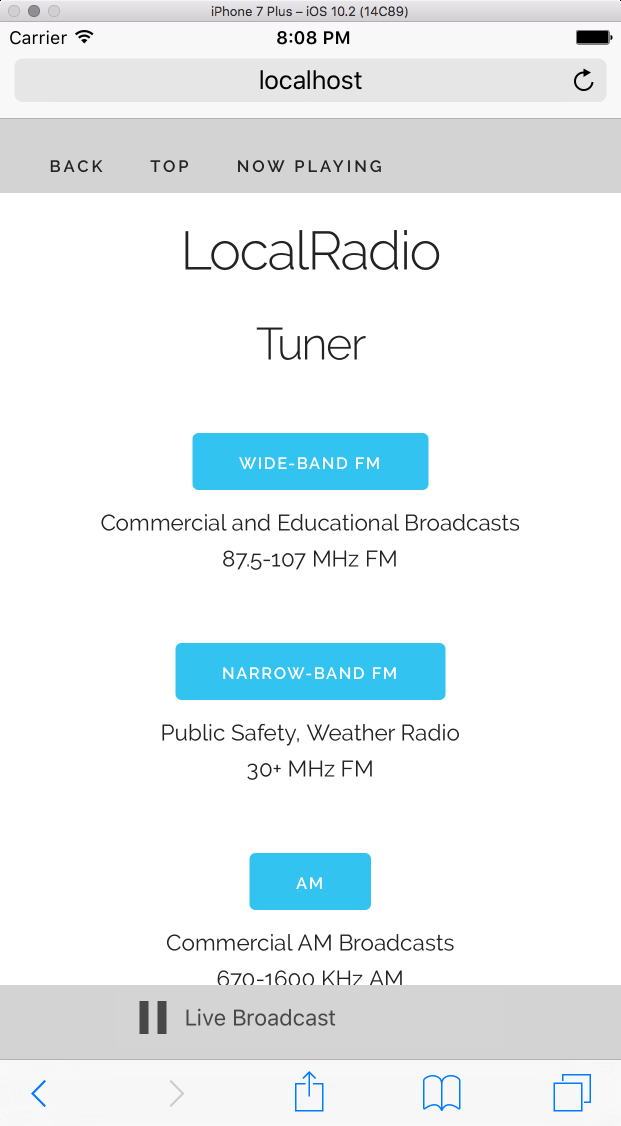 iPhone 7 Plus – iOS 10.2 (14C89)
Carrier 8:08 PM
localhost
BACK TOP NOW PLAYING
LocalRadio
Tuner
WIDE-BAND FM
Commercial and Educational Broadcasts
87.5-107 MHz FM
NARROW-BAND FM
Public Safety, Weather Radio
30+ MHz FM
AM
Commercial AM Broadcasts
670-1600 KHz AM
Live Broadcast